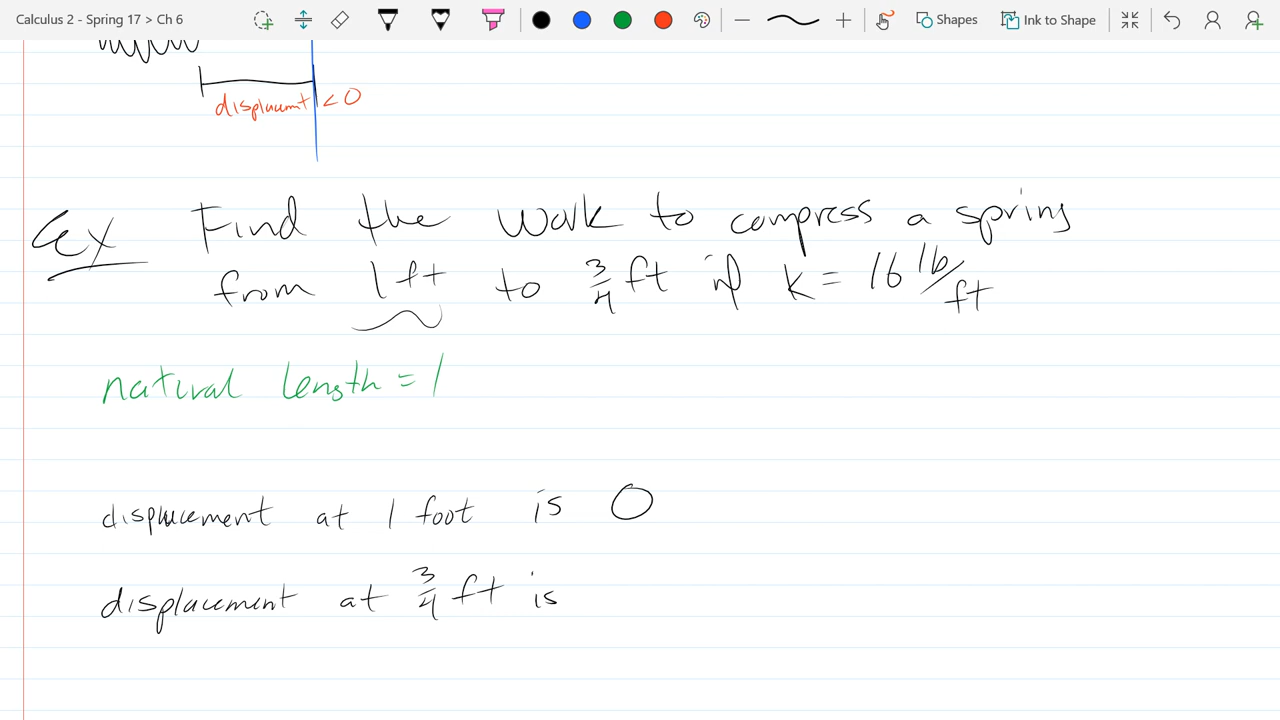 Calculus 2 - Spring 17 > Ch 6
Shapes
Ink to Shape
displacemt < 0
Ex Find the work to compress a spring
from 1 ft to 3/4 ft if k = 16 lb/ft
natural length = 1
displacement at 1 foot is 0
displacement at 3/4 ft is